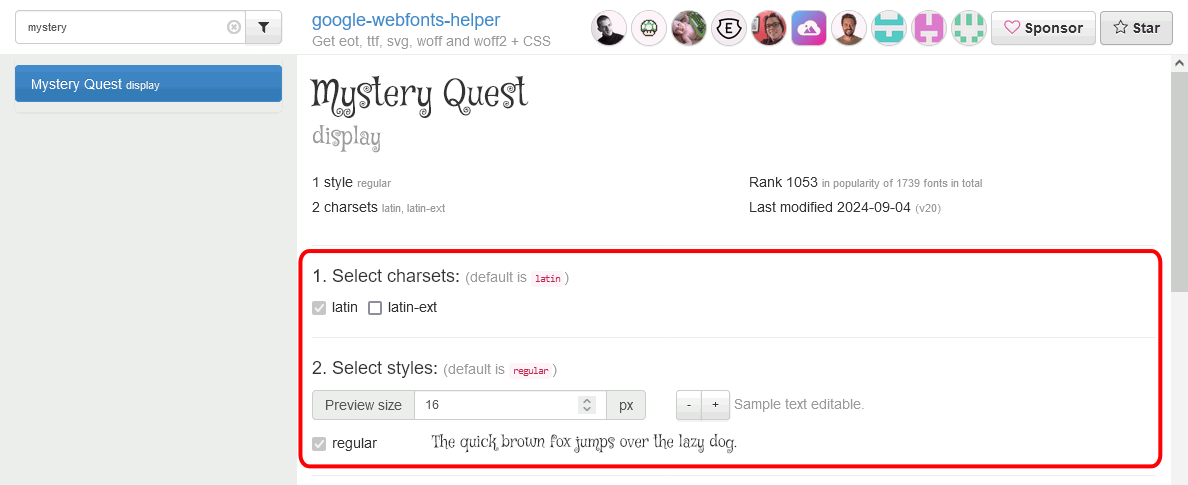 mystery
google-webfonts-helper
Get eot, ttf, svg, woff and woff2 + CSS
Sponsor
Star
Mystery Quest display
Mystery Quest
display
1 style regular
Rank 1053 in popularity of 1739 fonts in total
2 charsets latin, latin-ext
Last modified 2024-09-04 (v20)
1. Select charsets: (default is latin)
latin latin-ext
2. Select styles: (default is regular)
Preview size 16 px - + Sample text editable.
regular The quick brown fox jumps over the lazy dog.